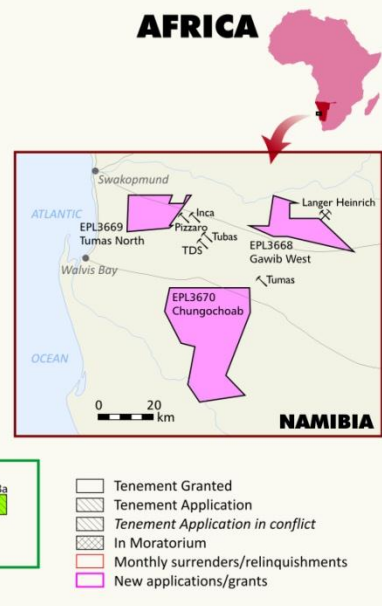 AFRICA
Swakopmund
ATLANTIC
Langer Heinrich
Inca
EPL3669
Tumas North
Pizzaro
Tubas
TDS
EPL3668
Gawib West
Walvis Bay
Tumas
EPL3670
Chungochoab
OCEAN
0 20
km
NAMIBIA
Tenement Granted
Tenement Application
Tenement Application in conflict
In Moratorium
Monthly surrenders/relinquishments
New applications/grants